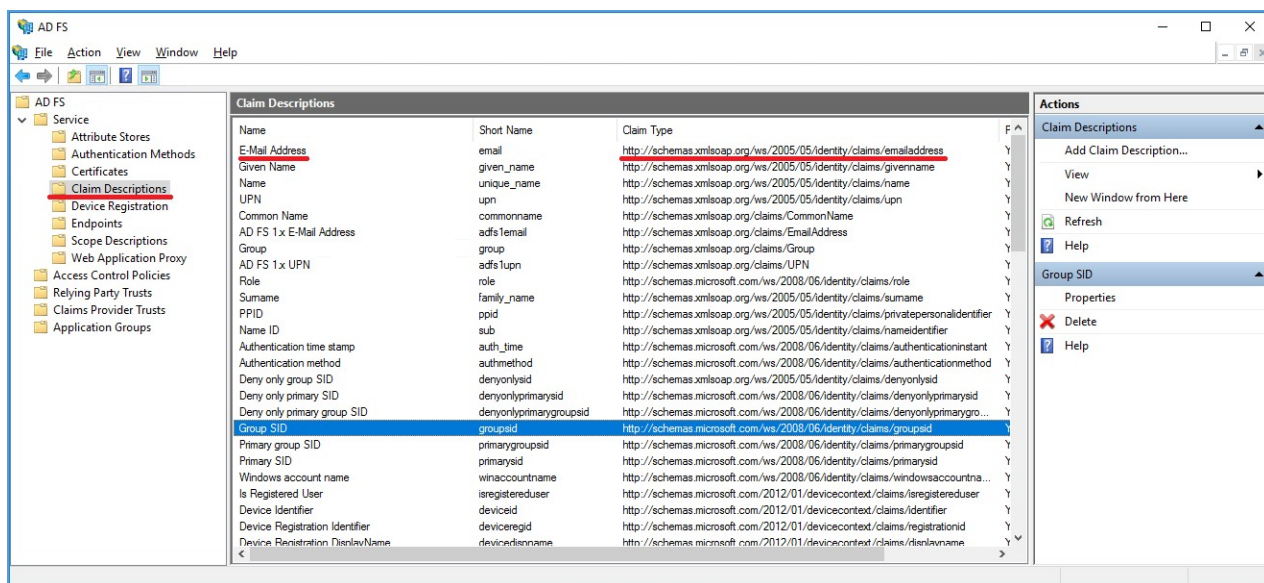 AD FS
File Action View Window Help
AD FS
Service
Attribute Stores
Authentication Methods
Certificates
Claim Descriptions
Device Registration
Endpoints
Scope Descriptions
Web Application Proxy
Access Control Policies
Relying Party Trusts
Claims Provider Trusts
Application Groups
Claim Descriptions
Name Short Name Claim Type
E-Mail Address email http://schemas.xmlsoap.org/ws/2005/05/identity/claims/emailaddress Y
Given Name given_name http://schemas.xmlsoap.org/ws/2005/05/identity/claims/givenname Y
Name unique_name http://schemas.xmlsoap.org/ws/2005/05/identity/claims/name Y
UPN upn http://schemas.xmlsoap.org/ws/2005/05/identity/claims/upn Y
Common Name commonname http://schemas.xmlsoap.org/claims/CommonName Y
AD FS 1.x E-Mail Address adfs1email http://schemas.xmlsoap.org/claims/EmailAddress Y
Group group http://schemas.xmlsoap.org/claims/Group Y
AD FS 1.x UPN adfs1upn http://schemas.xmlsoap.org/claims/UPN Y
Role role http://schemas.microsoft.com/ws/2008/06/identity/claims/role Y
Surname family_name http://schemas.xmlsoap.org/ws/2005/05/identity/claims/surname Y
PPID ppid http://schemas.xmlsoap.org/ws/2005/05/identity/claims/privatepersonalidentifier Y
Name ID sub http://schemas.xmlsoap.org/ws/2005/05/identity/claims/nameidentifier Y
Authentication time stamp auth_time http://schemas.microsoft.com/ws/2008/06/identity/claims/authenticationinstant Y
Authentication method authmethod http://schemas.microsoft.com/ws/2008/06/identity/claims/authenticationmethod Y
Deny only group SID denyonlysid http://schemas.xmlsoap.org/ws/2005/05/identity/claims/denyonlysid Y
Deny only primary SID denyonlyprimarysid http://schemas.microsoft.com/ws/2008/06/identity/claims/denyonlyprimarysid Y
Deny only primary group SID denyonlyprimarygroupsid http://schemas.microsoft.com/ws/2008/06/identity/claims/denyonlyprimarygro... Y
Group SID groupsid http://schemas.microsoft.com/ws/2008/06/identity/claims/groupsid Y
Primary group SID primarygroupsid http://schemas.microsoft.com/ws/2008/06/identity/claims/primarygroupsid Y
Primary SID primarysid http://schemas.microsoft.com/ws/2008/06/identity/claims/primarysid Y
Windows account name winaccountname http://schemas.microsoft.com/ws/2008/06/identity/claims/windowsaccountna... Y
Is Registered User isregistereduser http://schemas.microsoft.com/2012/01/devicecontext/claims/isregistereduser Y
Device Identifier deviceid http://schemas.microsoft.com/2012/01/devicecontext/claims/identifier Y
Device Registration Identifier deviceregid http://schemas.microsoft.com/2012/01/devicecontext/claims/registrationid Y
Device Registration DisplayName devicedispname http://schemas.microsoft.com/2012/01/devicecontext/claims/displayname Y
Actions
Claim Descriptions
Add Claim Description...
View
New Window from Here
Refresh
Help
Group SID
Properties
Delete
Help